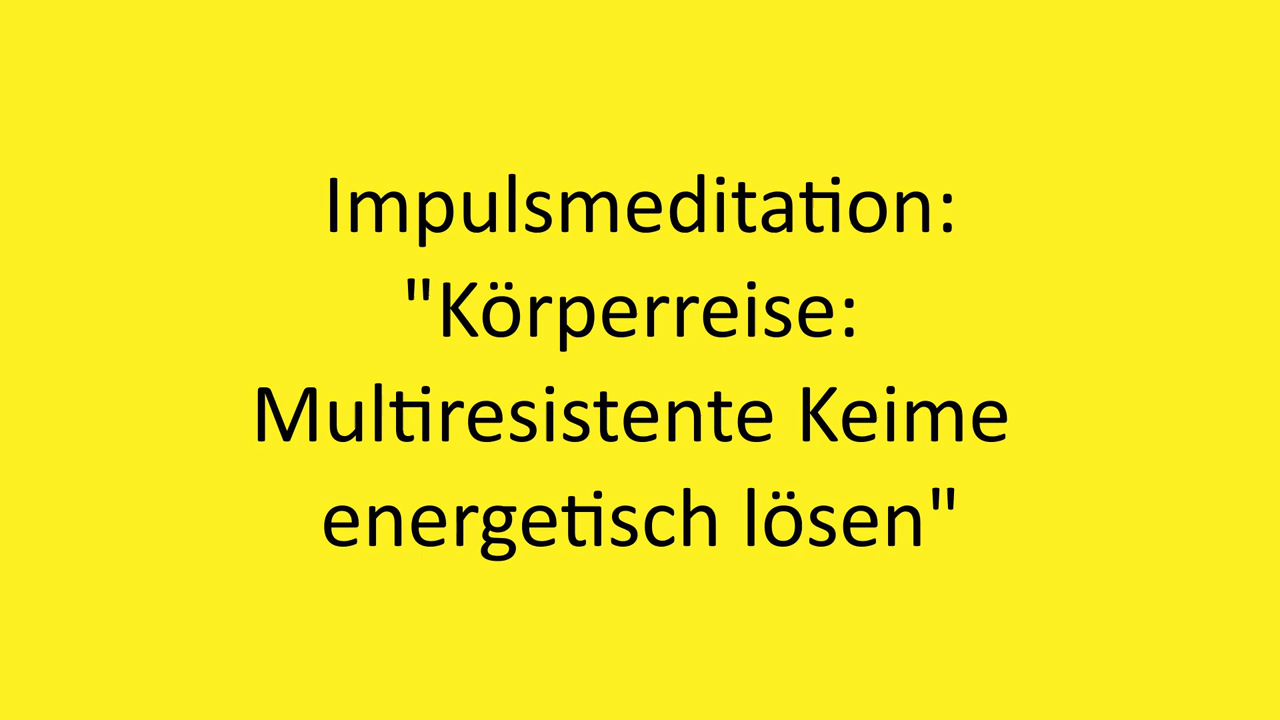 Impulsmeditation:
"Körperreise:
Multiresistente Keime
energetisch lösen"